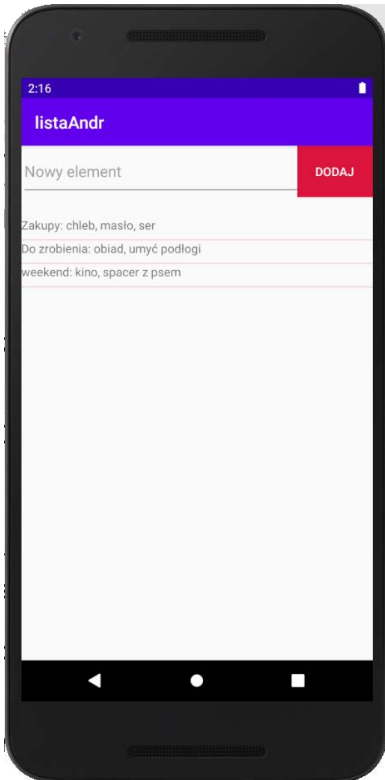 2:16
listaAndr
Nowy element
DODAJ
Zakupy: chleb, masło, ser
Do zrobienia: obiad, umyć podłogi
weekend: kino, spacer z psem